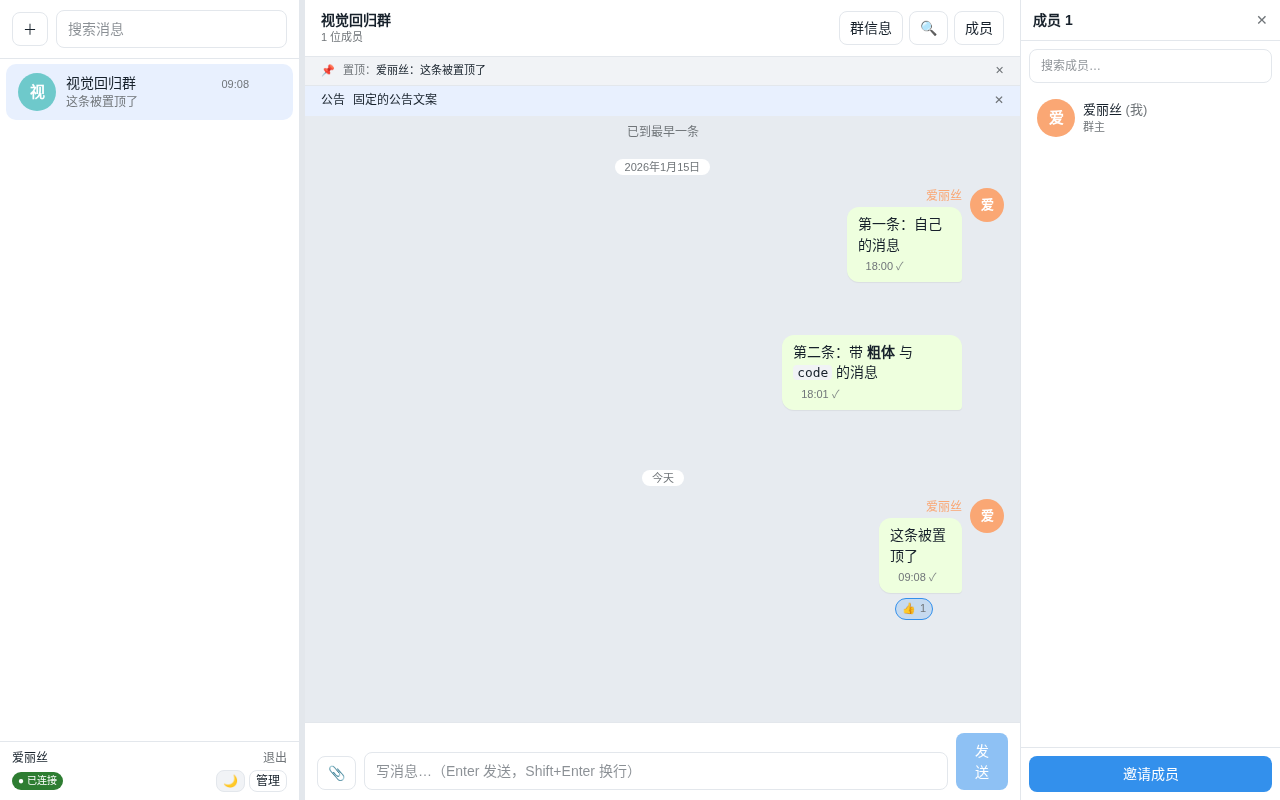 +
搜索消息
视
视觉回归群
09:08
这条被置顶了
爱丽丝
退出
● 已连接
🌙
管理
视觉回归群
1 位成员
群信息
🔍
成员
📌 置顶：爱丽丝：这条被置顶了
✕
公告 固定的公告文案
✕
已到最早一条
2026年1月15日
爱丽丝
爱
第一条：自己
的消息
18:00 ✓
第二条：带 粗体 与
code 的消息
18:01 ✓
今天
爱丽丝
爱
这条被置
顶了
09:08 ✓
👍 1
📎
写消息…（Enter 发送，Shift+Enter 换行）
发
送
成员 1
✕
搜索成员…
爱
爱丽丝 (我)
群主
邀请成员